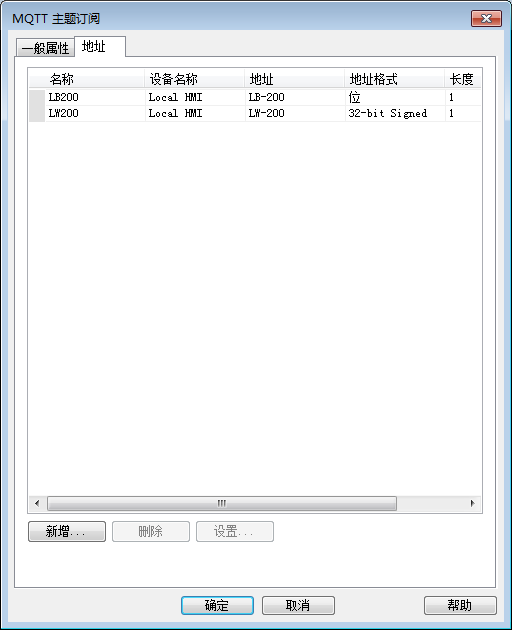 MQTT 主题订阅
一般属性 地址
名称 设备名称 地址 地址格式 长度
LB200 Local HMI LB-200 位 1
LW200 Local HMI LW-200 32-bit Signed 1
新增... 删除 设置...
确定 取消 帮助